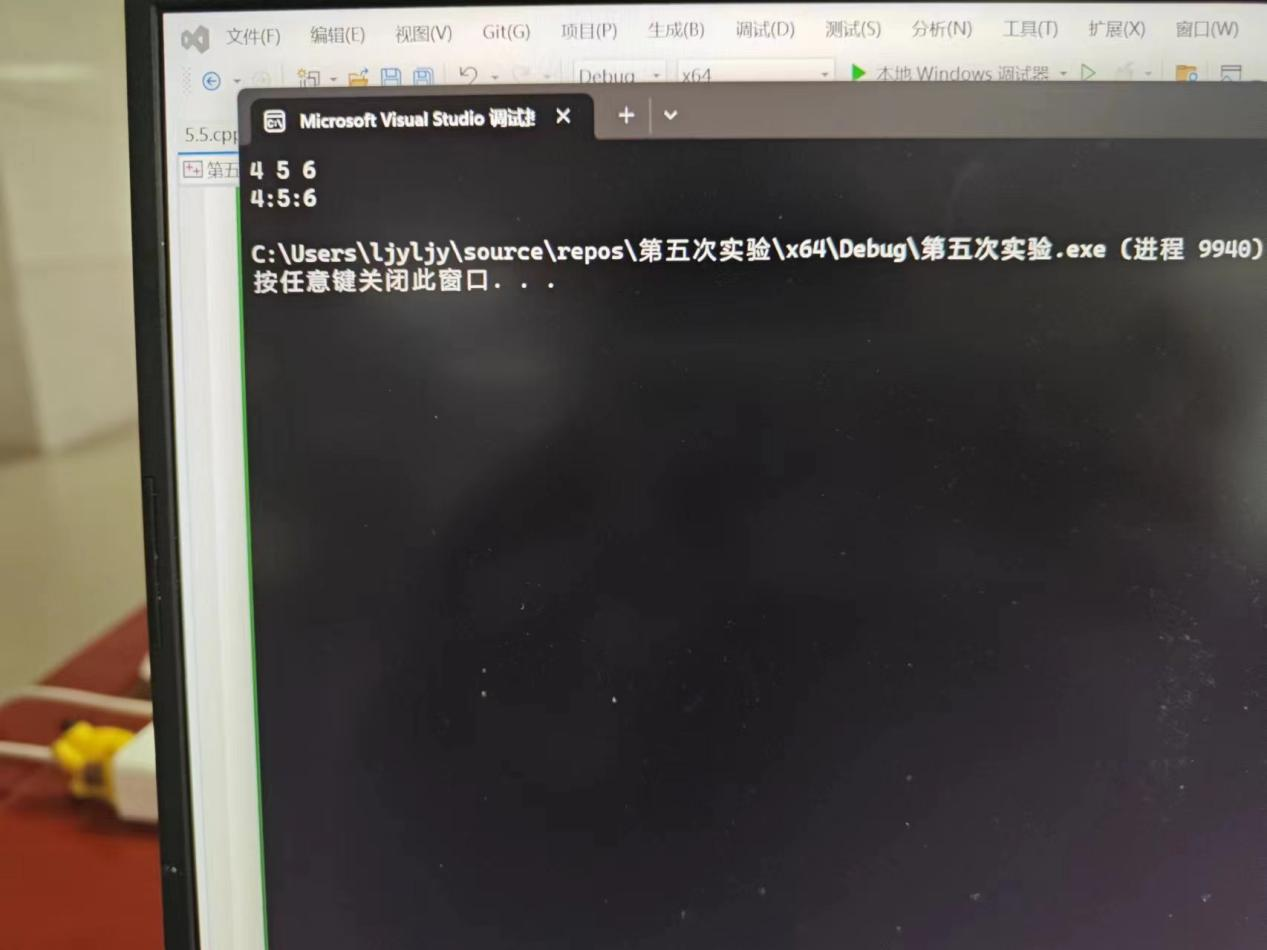 文件(F) 编辑(E) 视图(V) Git(G) 项目(P) 生成(B) 调试(D) 测试(S) 分析(N) 工具(T) 扩展(X) 窗口(W)
Debug x64 本地 Windows 调试器
Microsoft Visual Studio 调试
5.5.cpp
第五
4 5 6
4:5:6
C:\Users\ljyljy\source\repos\第五次实验\x64\Debug\第五次实验.exe (进程 9940)
按任意键关闭此窗口. . .